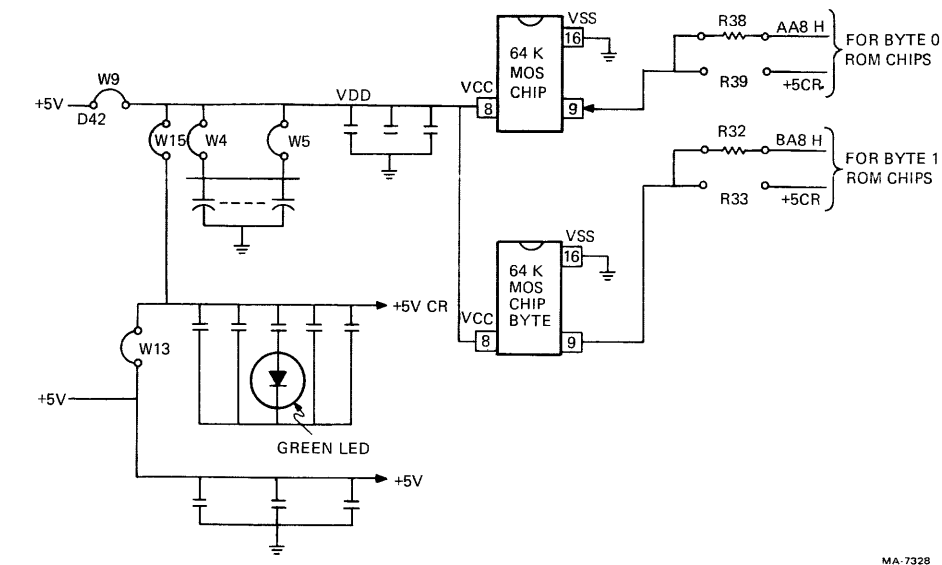 W9
+5V
D42
W15
W4
W5
VDD
VCC
8
64 K
MOS
CHIP
VSS
16
9
R38
AA8 H
R39
+5CR
FOR BYTE 0
ROM CHIPS
R32
BA8 H
R33
+5CR
FOR BYTE 1
ROM CHIPS
VSS
16
64 K
MOS
CHIP
BYTE
VCC
8
9
+5V CR
W13
+5V
GREEN LED
+5V
MA-7328